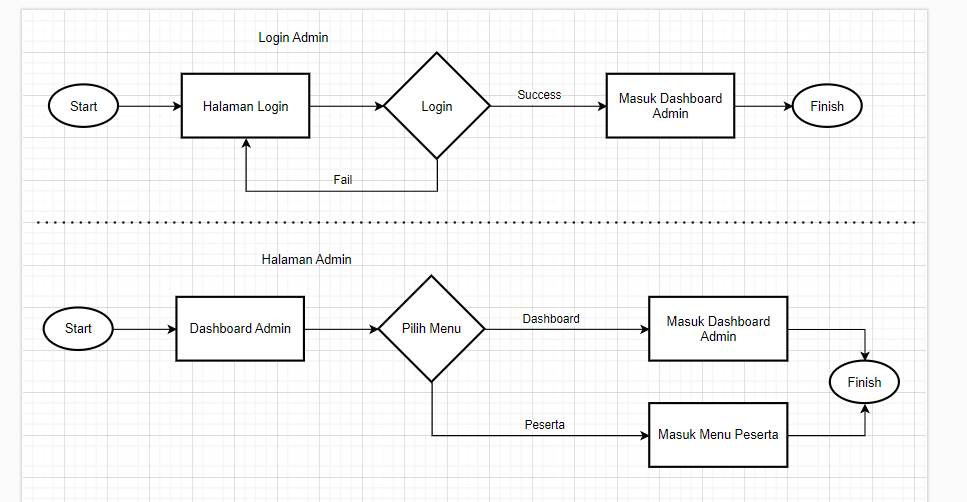 Login Admin
Start
Halaman Login
Login
Success
Masuk Dashboard
Admin
Finish
Fail
Halaman Admin
Start
Dashboard Admin
Pilih Menu
Dashboard
Masuk Dashboard
Admin
Finish
Peserta
Masuk Menu Peserta